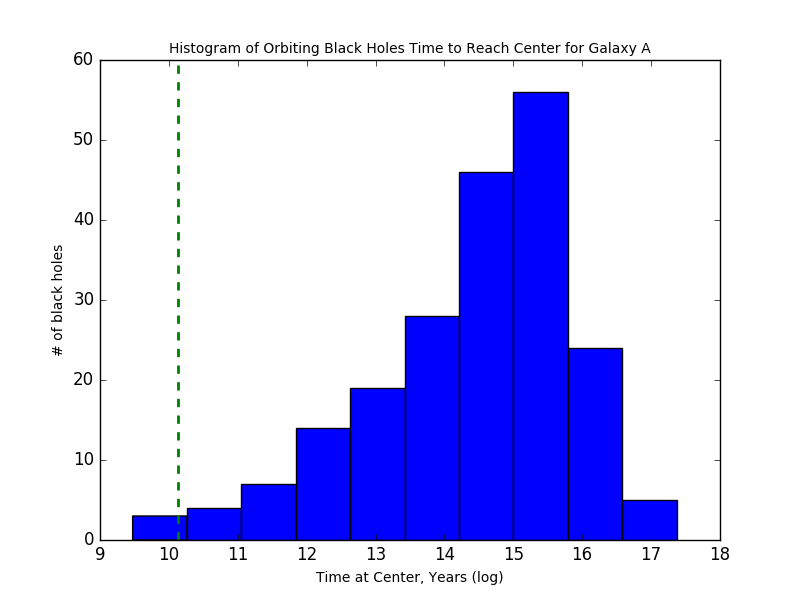 Histogram of Orbiting Black Holes Time to Reach Center for Galaxy A
60
50
40
30
20
10
0
# of black holes
9 10 11 12 13 14 15 16 17 18
Time at Center, Years (log)